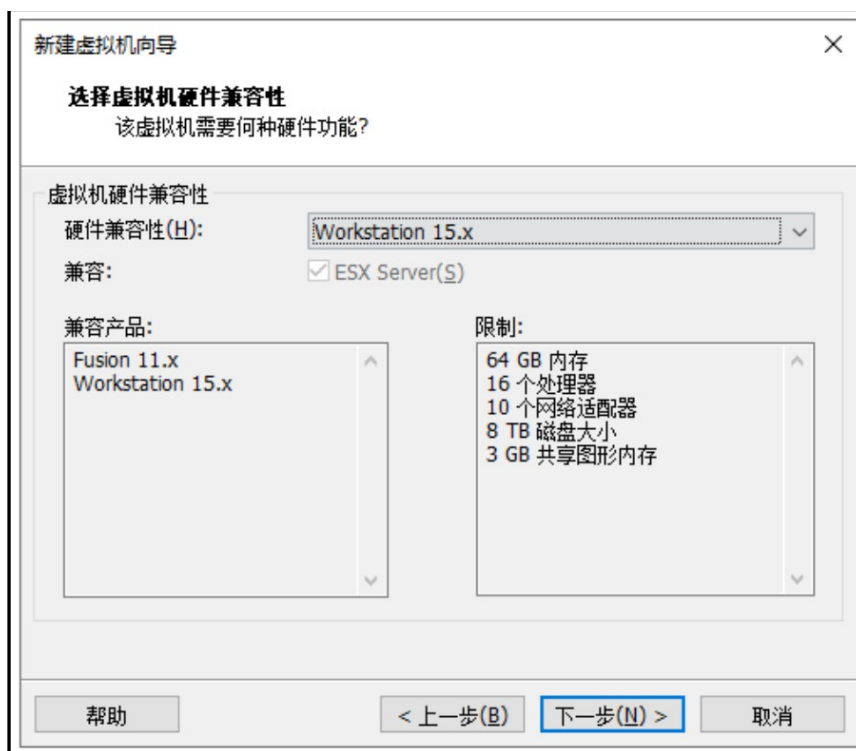 新建虚拟机向导
选择虚拟机硬件兼容性
该虚拟机需要何种硬件功能?
虚拟机硬件兼容性
硬件兼容性(H):
Workstation 15.x
兼容:
ESX Server(S)
兼容产品:
Fusion 11.x
Workstation 15.x
限制:
64 GB 内存
16 个处理器
10 个网络适配器
8 TB 磁盘大小
3 GB 共享图形内存
帮助
< 上一步(B)
下一步(N) >
取消